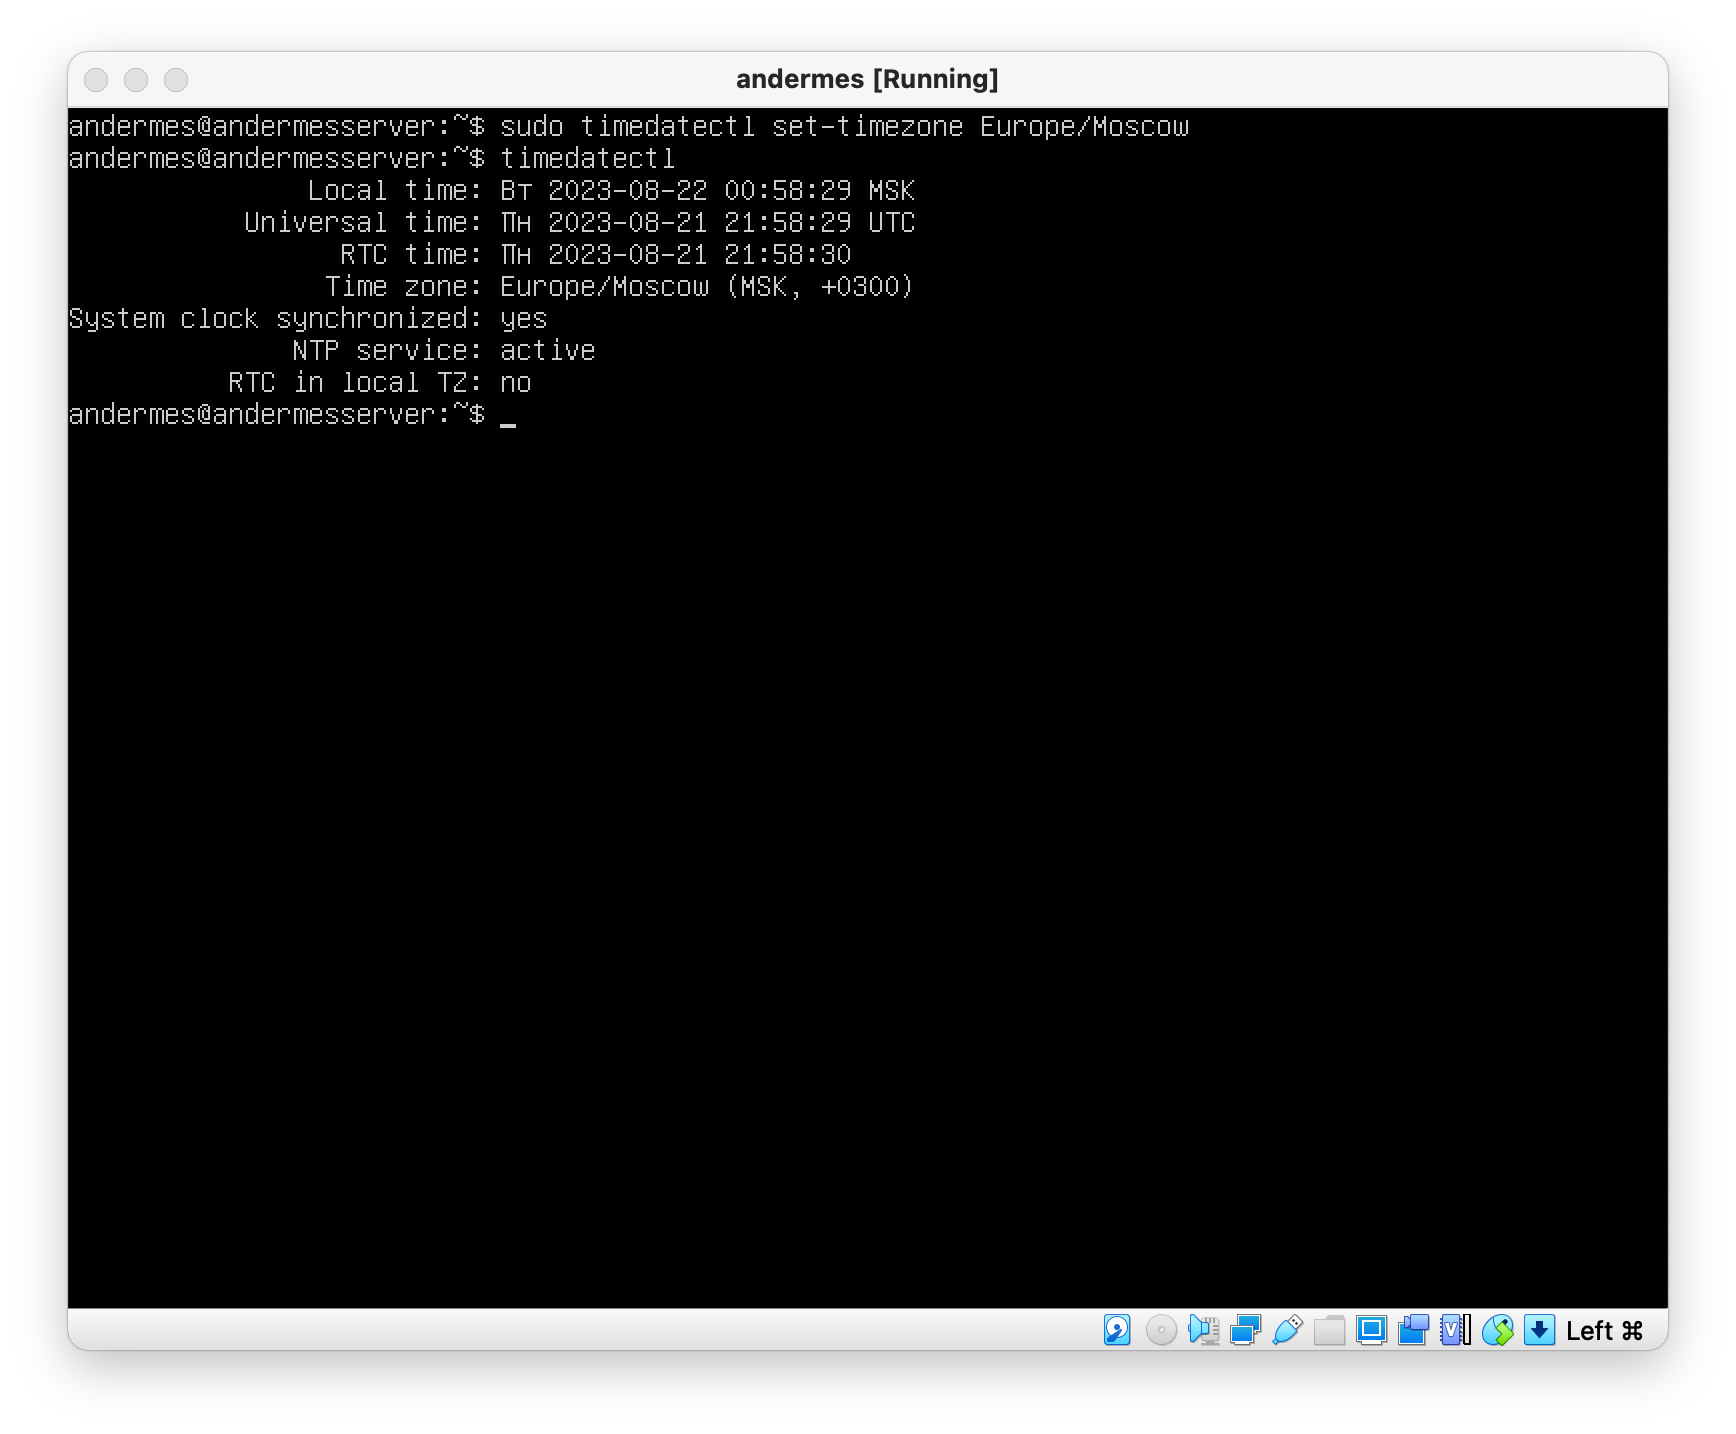 andermes [Running]
andermes@andermesserver:~$ sudo timedatectl set-timezone Europe/Moscow
andermes@andermesserver:~$ timedatectl
Local time: Вт 2023-08-22 00:58:29 MSK
Universal time: Пн 2023-08-21 21:58:29 UTC
RTC time: Пн 2023-08-21 21:58:30
Time zone: Europe/Moscow (MSK, +0300)
System clock synchronized: yes
NTP service: active
RTC in local TZ: no
andermes@andermesserver:~$ _
Left ⌘